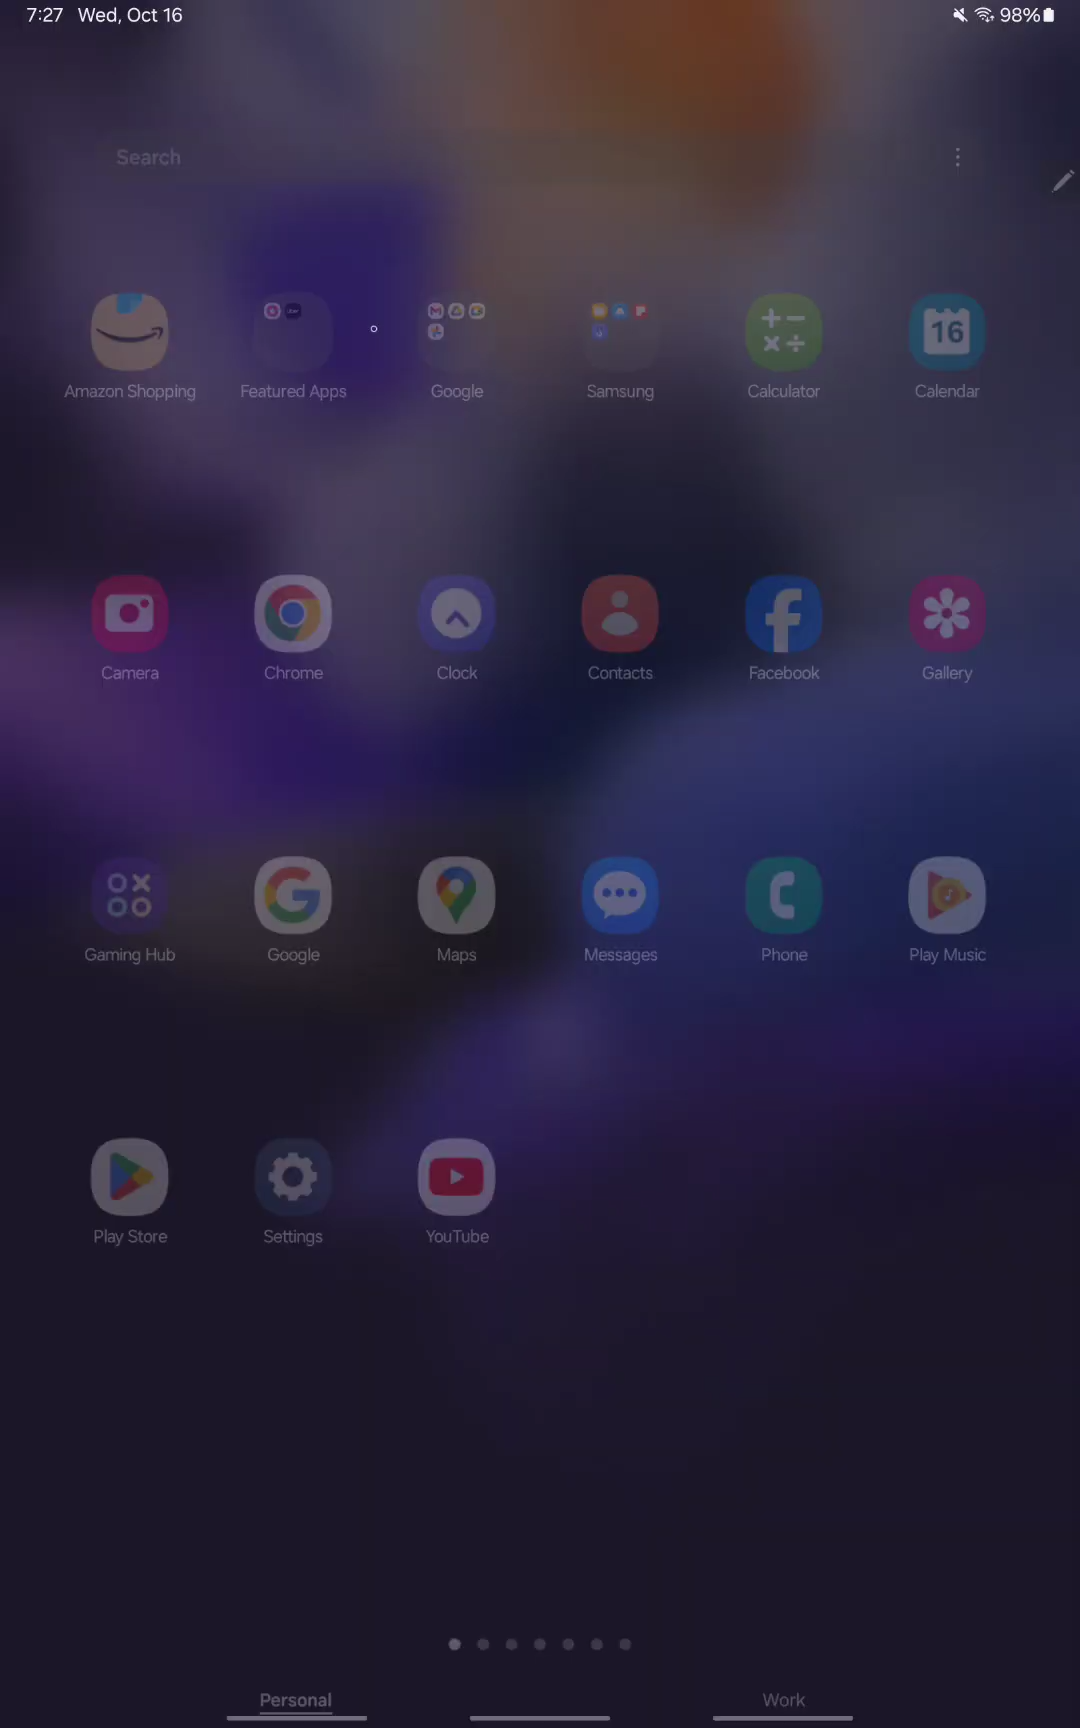 7:27 Wed, Oct 16 98%
Search
Amazon Shopping Featured Apps Google Samsung Calculator Calendar
16
Camera Chrome Clock Contacts Facebook Gallery
Gaming Hub Google Maps Messages Phone Play Music
Play Store Settings YouTube
Personal Work